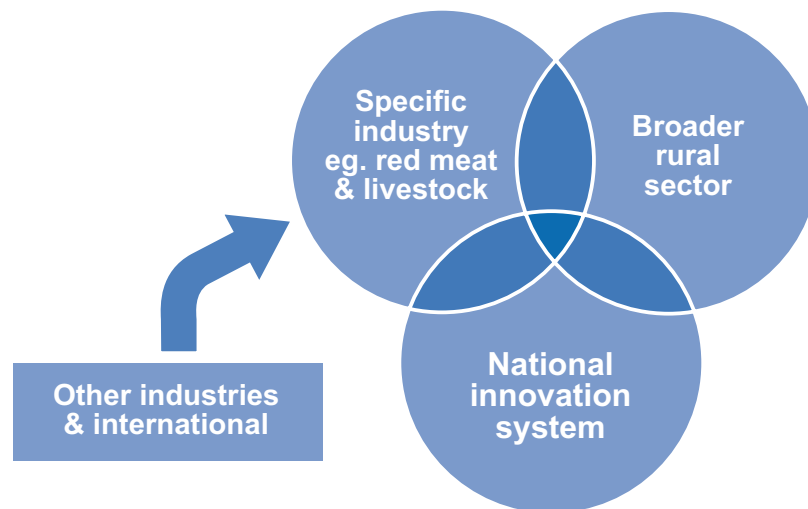 Specific
industry
eg. red meat
& livestock
Broader
rural
sector
National
innovation
system
Other industries
& international